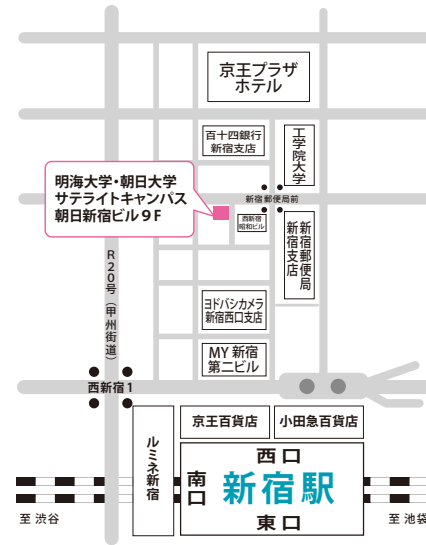 京王プラザ
ホテル
百十四銀行
新宿支店
工学院大学
明海大学・朝日大学
サテライトキャンパス
朝日新宿ビル9F
新宿郵便局前
西新宿
昭和ビル
新宿郵便局
新宿支店
R20号(甲州街道)
ヨドバシカメラ
新宿西口支店
MY新宿
第二ビル
西新宿1
京王百貨店
小田急百貨店
ルミネ新宿
西口
南口
新宿駅
東口
至 渋谷
至 池袋